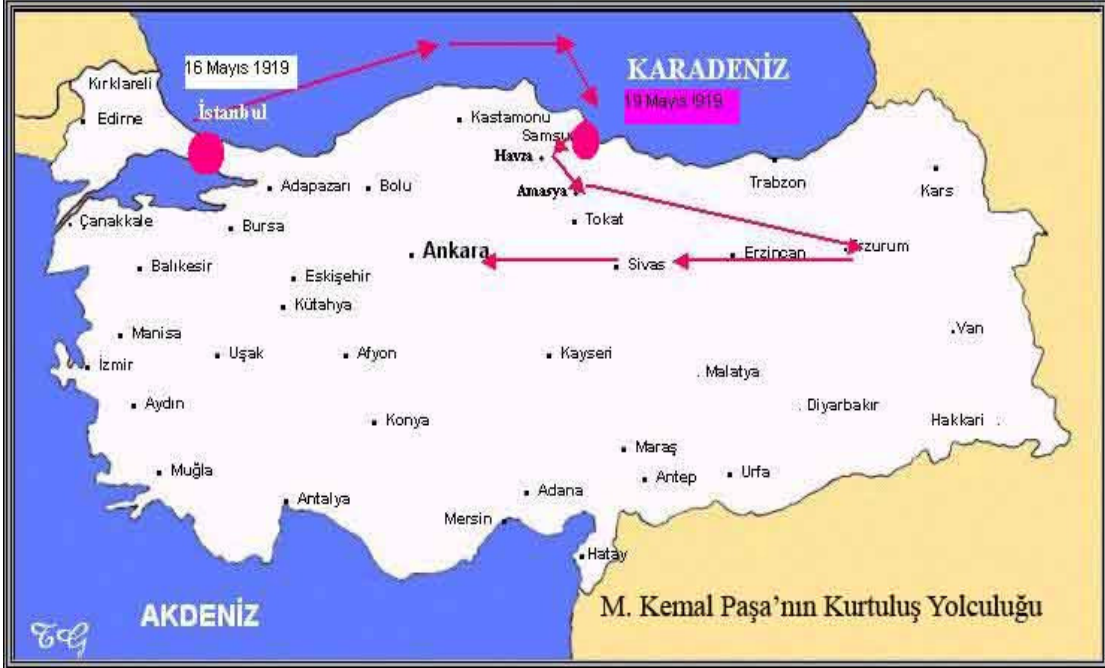 16 Mayıs 1919
KARADENİZ
19 Mayıs 1919
Kırklareli
Edirne
İstanbul
Kastamonu
Samsu
Havza
Amasya
Adapazarı
Bolu
Trabzon
Kars
Çanakkale
Bursa
Tokat
Ankara
Sivas
Erzincan
Erzurum
Balıkesir
Eskişehir
Kütahya
Manisa
Uşak
Afyon
Kayseri
Van
İzmir
Malatya
Aydın
Konya
Diyarbakır
Hakkari
Maraş
Muğla
Antep
Urfa
Antalya
Adana
Mersin
Hatay
AKDENİZ
M. Kemal Paşa’nın Kurtuluş Yolculuğu